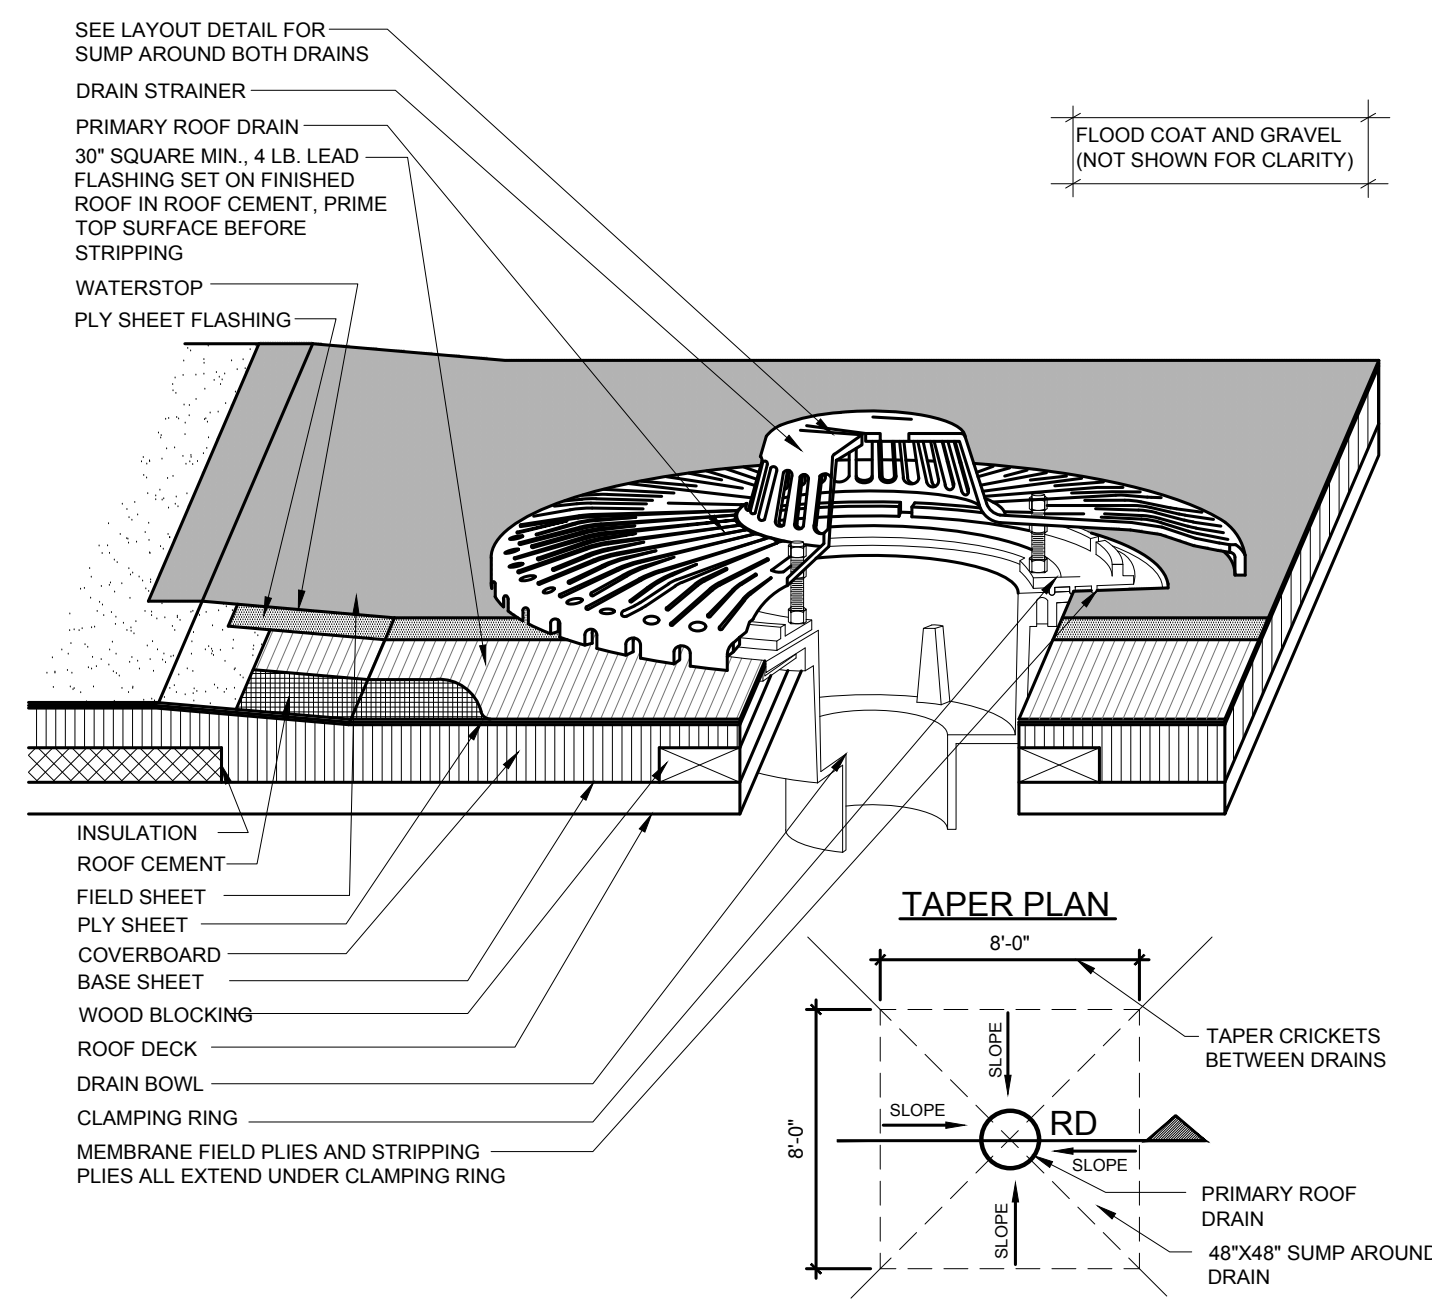 SEE LAYOUT DETAIL FOR
SUMP AROUND BOTH DRAINS
DRAIN STRAINER
PRIMARY ROOF DRAIN
30" SQUARE MIN., 4 LB. LEAD
FLASHING SET ON FINISHED
ROOF IN ROOF CEMENT, PRIME
TOP SURFACE BEFORE
STRIPPING
WATERSTOP
PLY SHEET FLASHING
FLOOD COAT AND GRAVEL
(NOT SHOWN FOR CLARITY)
INSULATION
ROOF CEMENT
FIELD SHEET
PLY SHEET
COVERBOARD
BASE SHEET
WOOD BLOCKING
ROOF DECK
DRAIN BOWL
CLAMPING RING
MEMBRANE FIELD PLIES AND STRIPPING
PLIES ALL EXTEND UNDER CLAMPING RING
TAPER PLAN
8'-0"
8'-0"
SLOPE
SLOPE
RD
SLOPE
SLOPE
TAPER CRICKETS
BETWEEN DRAINS
PRIMARY ROOF
DRAIN
48"X48" SUMP AROUND
DRAIN